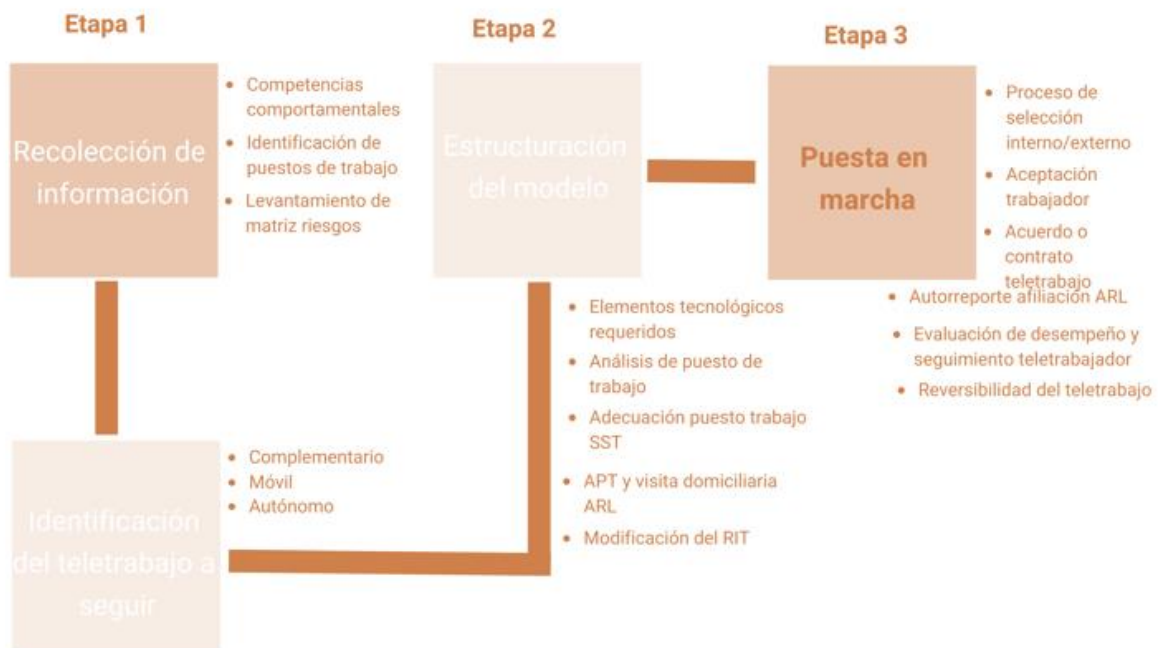 Etapa 1
Recolección de
información
• Competencias
comportamentales
• Identificación de
puestos de trabajo
• Levantamiento de
matriz riesgos
Identificación
del teletrabajo a
seguir
• Complementario
• Móvil
• Autónomo
Etapa 2
Estructuración
del modelo
• Elementos tecnológicos
requeridos
• Análisis de puesto de
trabajo
• Adecuación puesto trabajo
SST
• APT y visita domiciliaria
ARL
• Modificación del RIT
Etapa 3
Puesta en
marcha
• Proceso de
selección
interno/externo
• Aceptación
trabajador
• Acuerdo o
contrato
teletrabajo
• Autorreporte afiliación ARL
• Evaluación de desempeño y
seguimiento teletrabajador
• Reversibilidad del teletrabajo